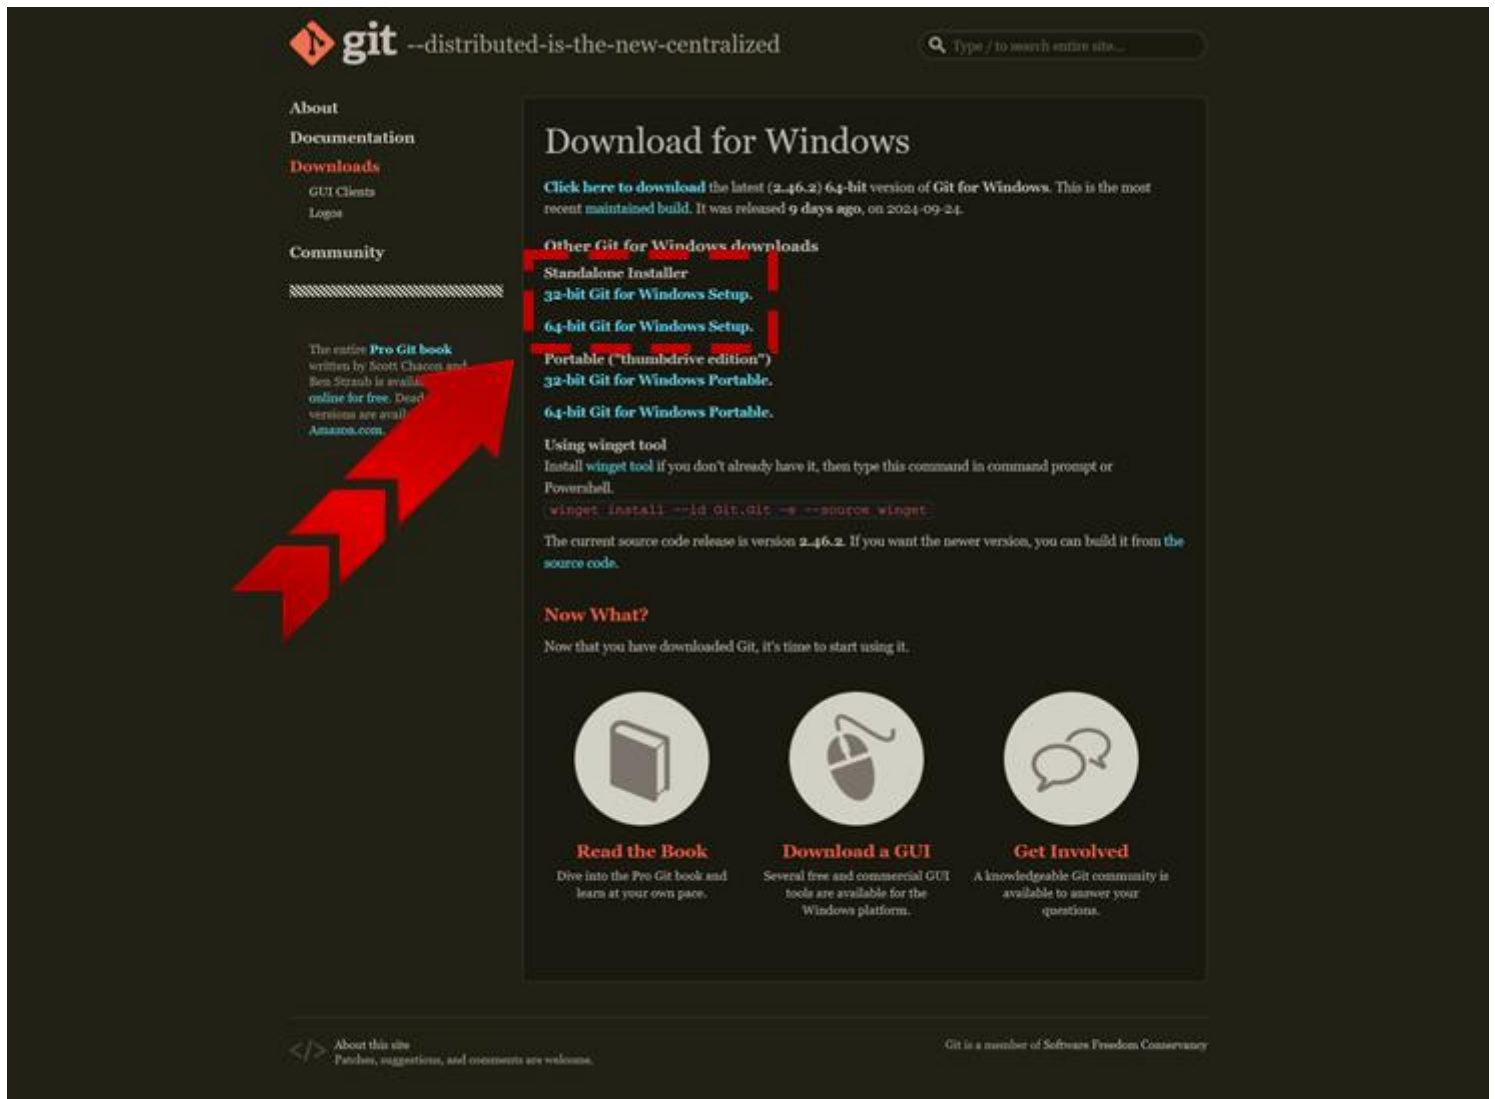 git --distributed-is-the-new-centralized
Type / to search entire site...
About
Documentation
Downloads
GUI Clients
Logos
Community
The entire Pro Git book
written by Scott Chacon and
Ben Straub is
online for free. Dead
versions are
Amazon.com.
Download for Windows
Click here to download the latest (2.46.2) 64-bit version of Git for Windows. This is the most
recent maintained build. It was released 9 days ago, on 2024-09-24.
Other Git for Windows downloads
Standalone Installer
32-bit Git for Windows Setup.
64-bit Git for Windows Setup.
Portable ("thumbdrive edition")
32-bit Git for Windows Portable.
64-bit Git for Windows Portable.
Using winget tool
Install winget tool if you don't already have it, then type this command in command prompt or
Powershell.
winget install --id Git.Git -e --source winget
The current source code release is version 2.46.2. If you want the newer version, you can build it from the
source code.
Now What?
Now that you have downloaded Git, it's time to start using it.
Read the Book
Dive into the Pro Git book and
learn at your own pace.
Download a GUI
Several free and commercial GUI
tools are available for the
Windows platform.
Get Involved
A knowledgeable Git community is
available to answer your
questions.
</> About this site
Patches, suggestions, and comments are welcome.
Git is a member of Software Freedom Conservancy